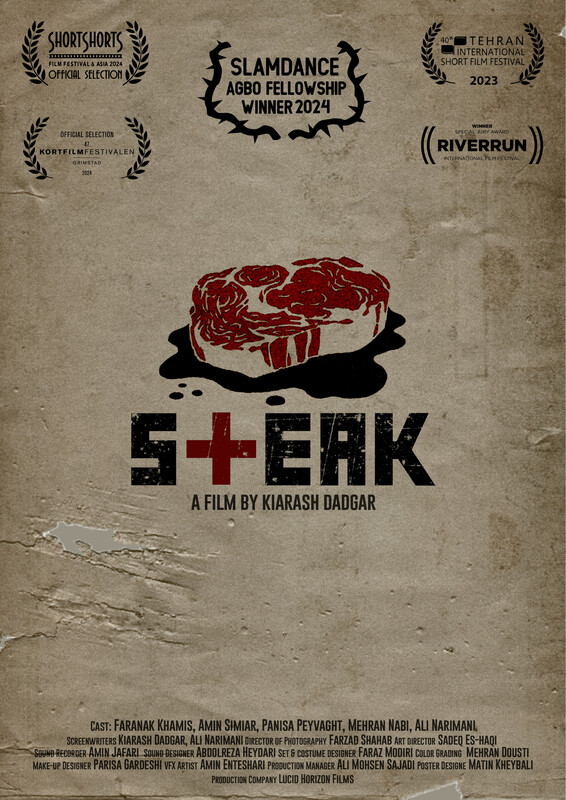 SHORTSHORTS
FILM FESTIVAL & ASIA 2024
OFFICIAL SELECTION
SLAMDANCE
AGBO FELLOWSHIP
WINNER 2024
40th TEHRAN
INTERNATIONAL
SHORT FILM FESTIVAL
2023
OFFICIAL SELECTION
47.
KORTFILMFESTIVALEN
GRIMSTAD
2024
WINNER
SPECIAL JURY AWARD
RIVERRUN
INTERNATIONAL FILM FESTIVAL
STEAK
A FILM BY KIARASH DADGAR
CAST: FARANAK KHAMIS, AMIN SIMIAR, PANISA PEYVAGHT, MEHRAN NABI, ALI NARIMANI,
SCREENWRITERS KIARASH DADGAR, ALI NARIMANI DIRECTOR OF PHOTOGRAPHY FARZAD SHAHAB ART DIRECTOR SADEQ ES-HAQI
SOUND RECORDER AMIN JAFARI SOUND DESIGNER ABDOLREZA HEYDARI SET & COSTUME DESIGNER FARAZ MODIRI COLOR GRADING MEHRAN DOUSTI
MAKE-UP DESIGNER PARISA GARDESHI VFX ARTIST AMIN ENTESHARI PRODUCTION MANAGER ALI MOHSEN SAJADI POSTER DESIGNE MATIN KHEYBALI
PRODUCTION COMPANY LUCID HORIZON FILMS